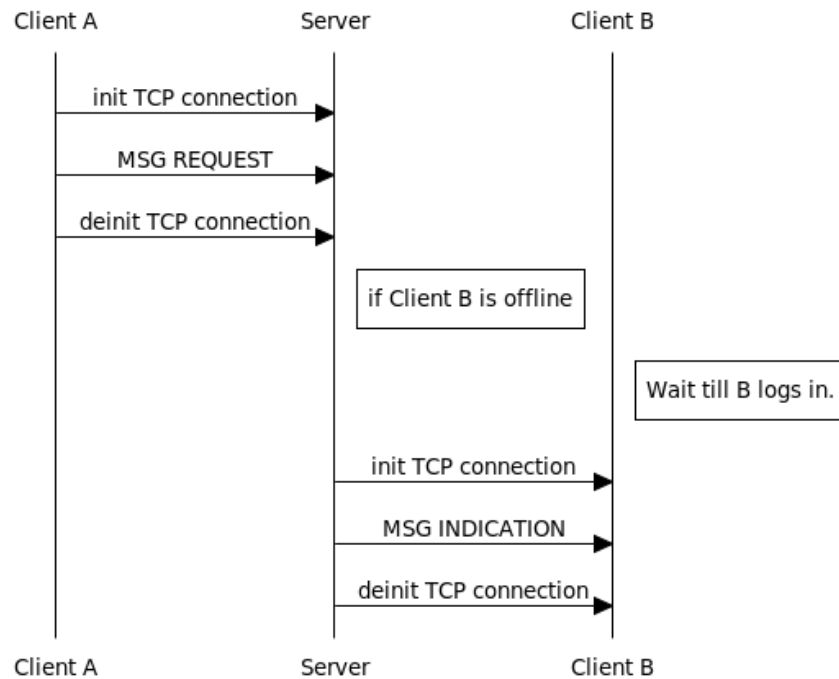 Client A
Server
Client B
init TCP connection
MSG REQUEST
deinit TCP connection
if Client B is offline
Wait till B logs in.
init TCP connection
MSG INDICATION
deinit TCP connection
Client A
Server
Client B